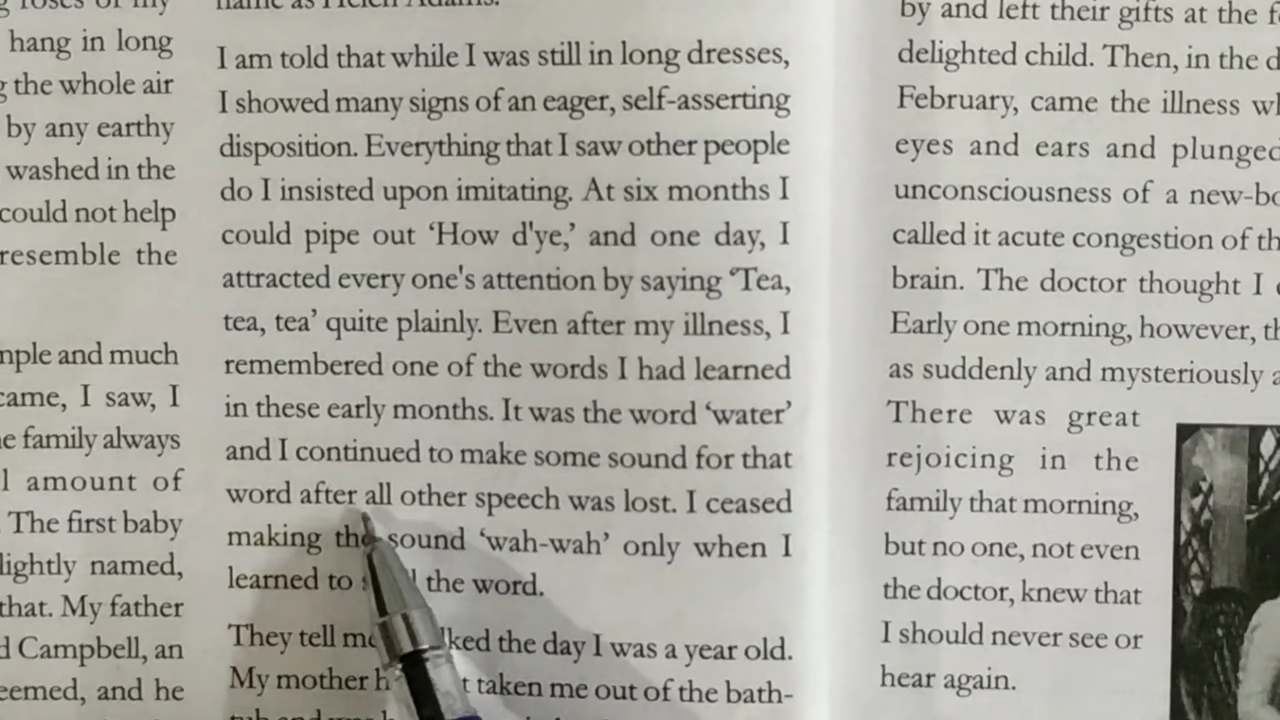 hang in long
the whole air
by any earthy
washed in the
could not help
resemble the
and much
came, I saw, I
family always
amount of
The first baby
named,
that. My father
Campbell, an
and he
name as Helen Adams.
I am told that while I was still in long dresses,
I showed many signs of an eager, self-asserting
disposition. Everything that I saw other people
do I insisted upon imitating. At six months I
could pipe out ‘How d'ye,’ and one day, I
attracted every one's attention by saying ‘Tea,
tea, tea’ quite plainly. Even after my illness, I
remembered one of the words I had learned
in these early months. It was the word ‘water’
and I continued to make some sound for that
word after all other speech was lost. I ceased
making the sound ‘wah-wah’ only when I
learned to the word.
They tell me the day I was a year old.
My mother taken me out of the bath-
by and left their gifts at the
delighted child. Then, in the
February, came the illness
eyes and ears and plunged
unconsciousness of a
called it acute congestion of
brain. The doctor thought I
Early one morning, however,
as suddenly and mysteriously
There was great
rejoicing in the
family that morning,
but no one, not even
the doctor, knew that
I should never see or
hear again.